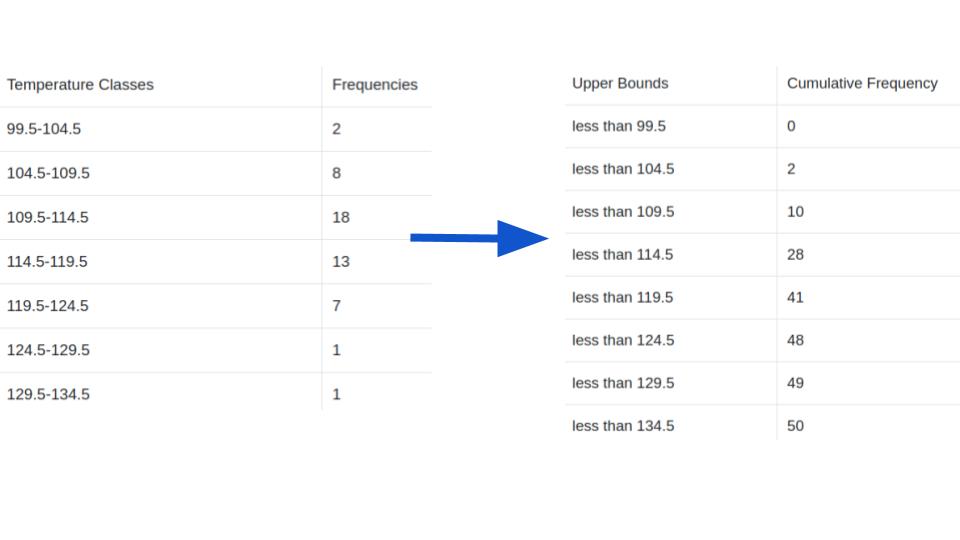 Temperature Classes Frequencies
99.5-104.5 2
104.5-109.5 8
109.5-114.5 18
114.5-119.5 13
119.5-124.5 7
124.5-129.5 1
129.5-134.5 1
Upper Bounds Cumulative Frequency
less than 99.5 0
less than 104.5 2
less than 109.5 10
less than 114.5 28
less than 119.5 41
less than 124.5 48
less than 129.5 49
less than 134.5 50